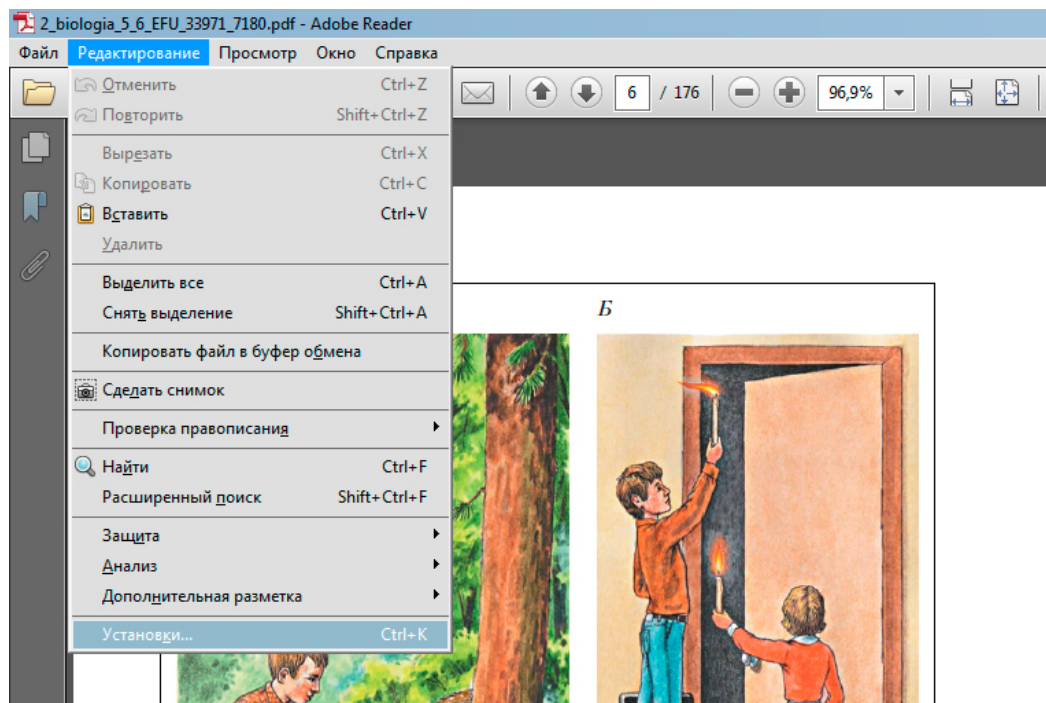 2_biologia_5_6_EFU_33971_7180.pdf - Adobe Reader
Файл Редактирование Просмотр Окно Справка
6 / 176 96,9%
Отменить Ctrl+Z
Повторить Shift+Ctrl+Z
Вырезать Ctrl+X
Копировать Ctrl+C
Вставить Ctrl+V
Удалить
Выделить все Ctrl+A
Снять выделение Shift+Ctrl+A
Копировать файл в буфер обмена
Сделать снимок
Проверка правописания
Найти Ctrl+F
Расширенный поиск Shift+Ctrl+F
Защита
Анализ
Дополнительная разметка
Установки... Ctrl+K
Б